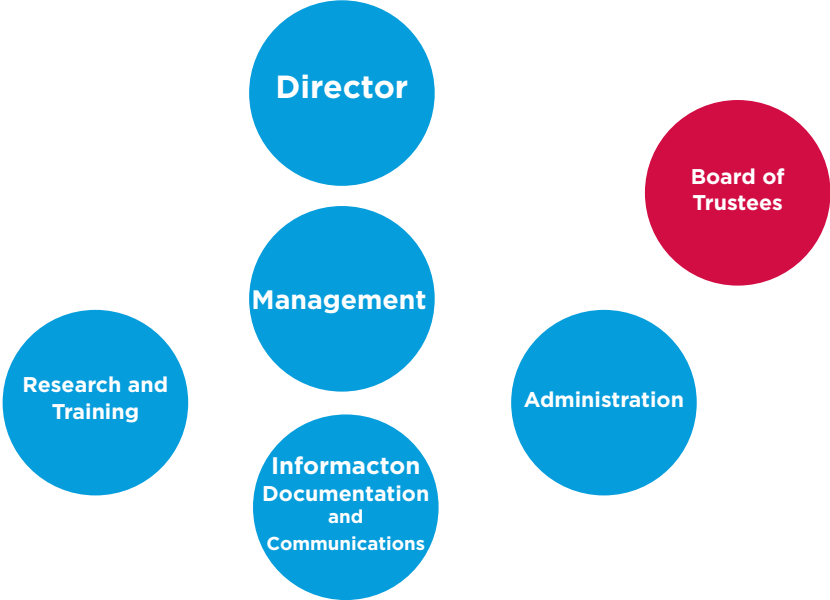 Director
Board of
Trustees
Management
Research and
Training
Administration
Informacton
Documentation
and
Communications